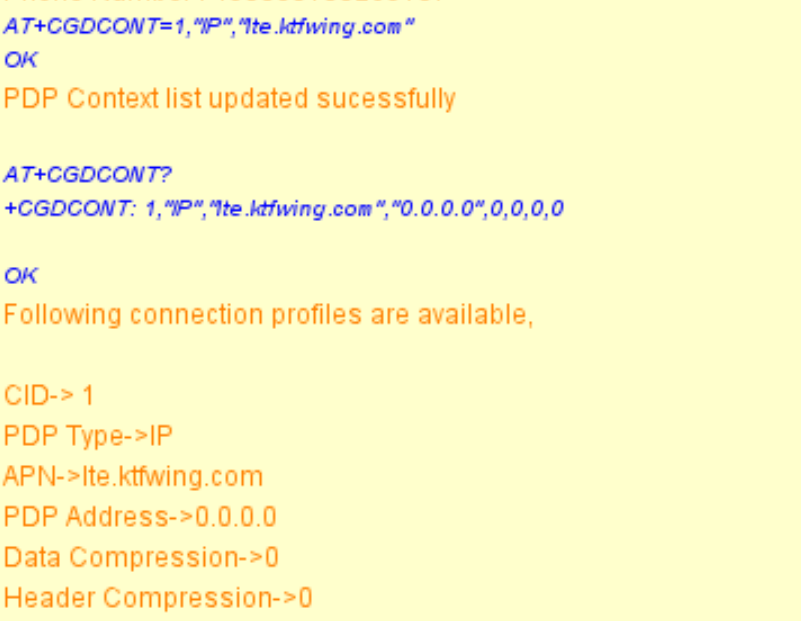 AT+CGDCONT=1,"IP","lte.ktfwing.com"
OK
PDP Context list updated sucessfully
AT+CGDCONT?
+CGDCONT: 1,"IP","lte.ktfwing.com","0.0.0.0",0,0,0,0
OK
Following connection profiles are available,
CID-> 1
PDP Type->IP
APN->lte.ktfwing.com
PDP Address->0.0.0.0
Data Compression->0
Header Compression->0